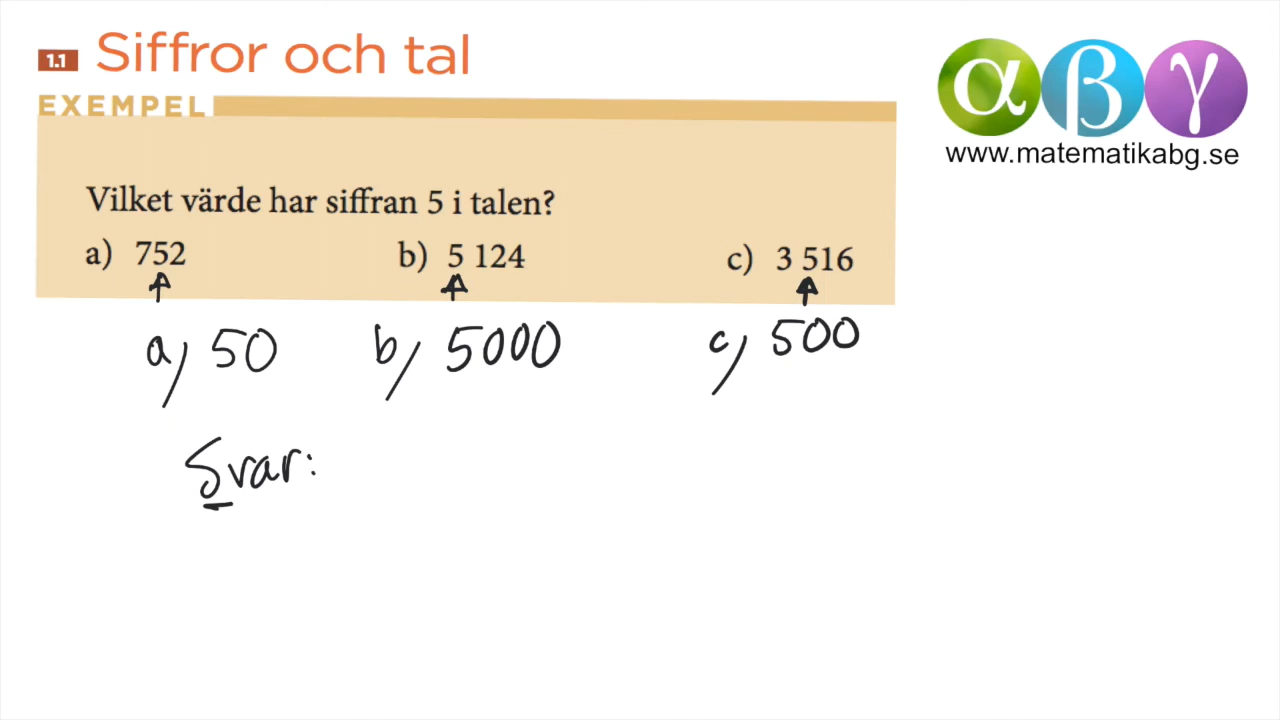 1.1 Siffror och tal
EXEMPEL
α β γ
www.matematikabg.se
Vilket värde har siffran 5 i talen?
a) 752 b) 5 124 c) 3 516
a) 50 b) 5000 c) 500
Svar: